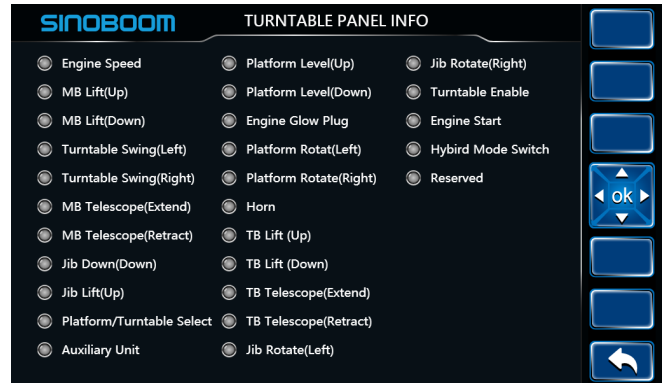 SINOBOOM
TURNTABLE PANEL INFO
Engine Speed
MB Lift(Up)
MB Lift(Down)
Turntable Swing(Left)
Turntable Swing(Right)
MB Telescope(Extend)
MB Telescope(Retract)
Jib Down(Down)
Jib Lift(Up)
Platform/Turntable Select
Auxiliary Unit
Platform Level(Up)
Platform Level(Down)
Engine Glow Plug
Platform Rotat(Left)
Platform Rotate(Right)
Horn
TB Lift (Up)
TB Lift (Down)
TB Telescope(Extend)
TB Telescope(Retract)
Jib Rotate(Left)
Jib Rotate(Right)
Turntable Enable
Engine Start
Hybird Mode Switch
Reserved
ok